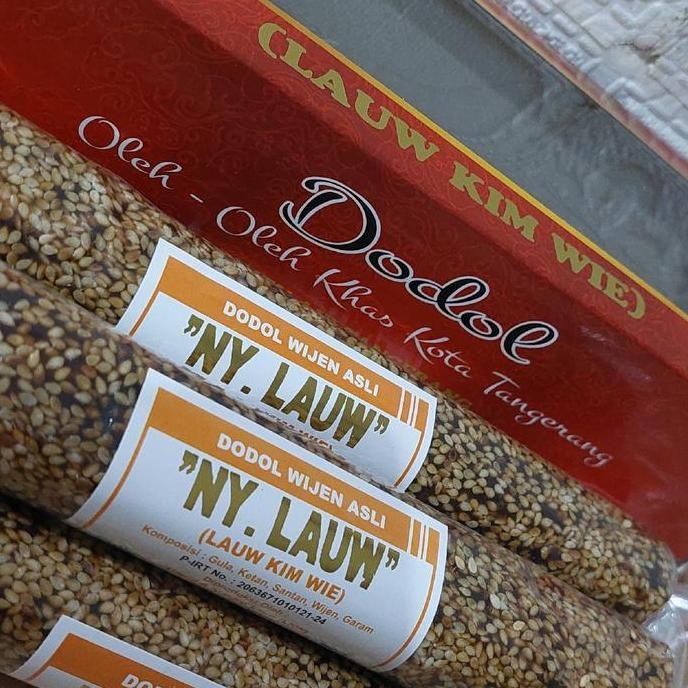 (LAUW KIM WIE)
Dodol
Oleh - Oleh Khas Kota Tangerang
DODOL WIJEN ASLI
"NY. LAUW"
DODOL WIJEN ASLI
"NY. LAUW"
(LAUW KIM WIE)
Komposisi : Gula, Ketan, Santan, Wijen, Garam
P-IRT No. : 2063671010121-24